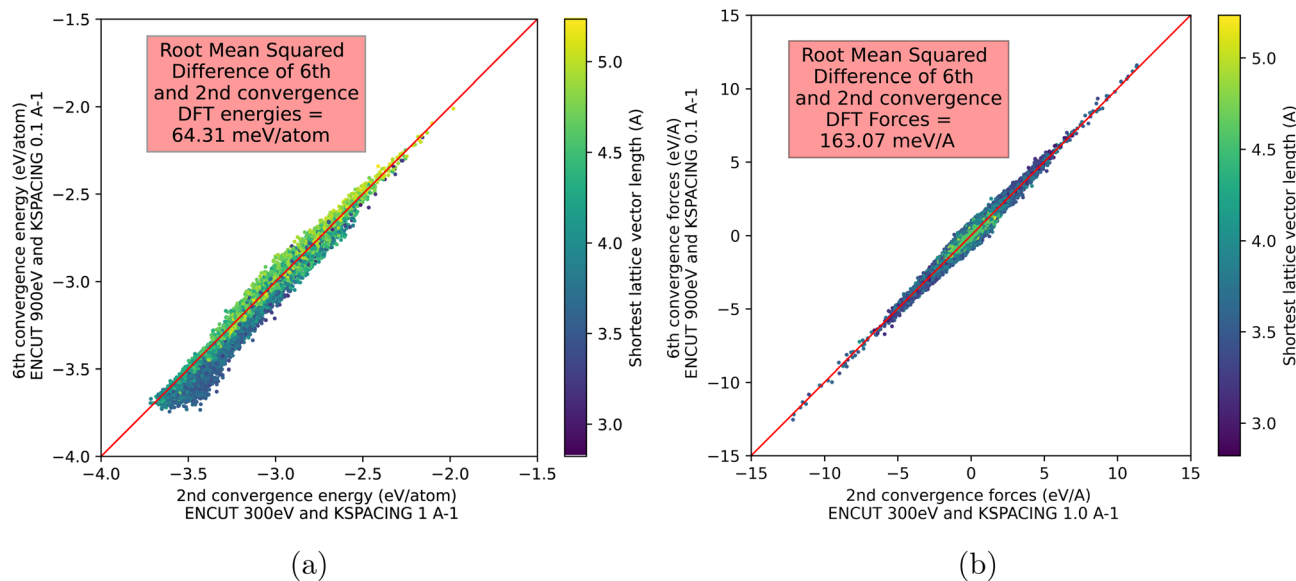 Root Mean Squared
Difference of 6th
and 2nd convergence
DFT energies =
64.31 meV/atom
6th convergence energy (eV/atom)
ENCUT 900eV and KSPACING 0.1 A-1
−1.5
−2.0
−2.5
−3.0
−3.5
−4.0
−4.0
−3.5
−3.0
−2.5
−2.0
−1.5
2nd convergence energy (eV/atom)
ENCUT 300eV and KSPACING 1 A-1
5.0
4.5
4.0
3.5
3.0
Shortest lattice vector length (A)
(a)
Root Mean Squared
Difference of 6th
and 2nd convergence
DFT Forces =
163.07 meV/A
6th convergence forces (eV/A)
ENCUT 900eV and KSPACING 0.1 A-1
15
10
5
0
−5
−10
−15
−15
−10
−5
0
5
10
15
2nd convergence forces (eV/A)
ENCUT 300eV and KSPACING 1.0 A-1
5.0
4.5
4.0
3.5
3.0
Shortest lattice vector length (A)
(b)